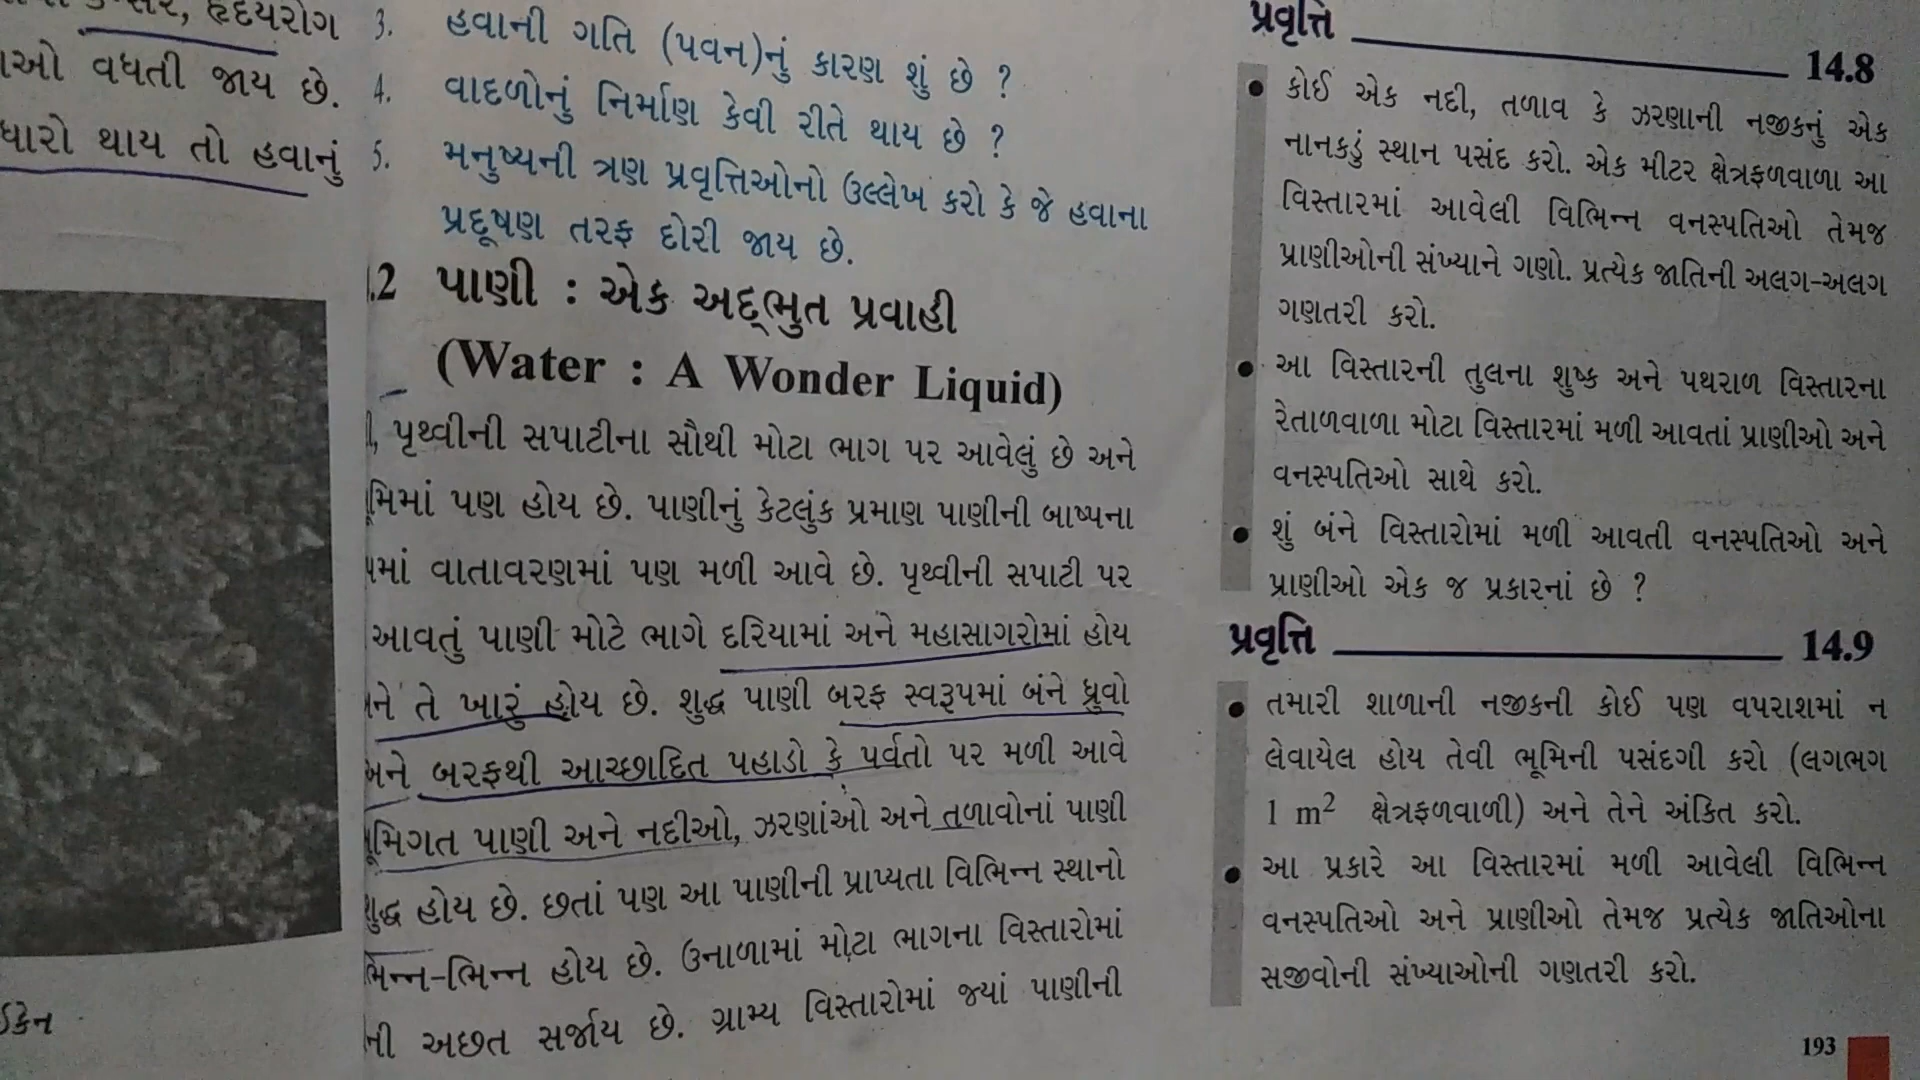 હૃદયરોગ
વધતી જાય છે.
થાય તો હવાનું
3. હવાની ગતિ (પવન)નું કારણ શું છે ?
4. વાદળોનું નિર્માણ કેવી રીતે થાય છે ?
5. મનુષ્યની ત્રણ પ્રવૃત્તિઓનો ઉલ્લેખ કરો કે જે હવાના
પ્રદૂષણ તરફ દોરી જાય છે.
.2 પાણી : એક અદ્ભુત પ્રવાહી
(Water : A Wonder Liquid)
પૃથ્વીની સપાટીના સૌથી મોટા ભાગ પર આવેલું છે અને
પણ હોય છે. પાણીનું કેટલુંક પ્રમાણ પાણીની બાષ્પના
વાતાવરણમાં પણ મળી આવે છે. પૃથ્વીની સપાટી પર
આવતું પાણી મોટે ભાગે દરિયામાં અને મહાસાગરોમાં હોય
તે ખારું હોય છે. શુદ્ધ પાણી બરફ સ્વરૂપમાં બંને ધ્રુવો
અને બરફથી આચ્છાદિત પહાડો કે પર્વતો પર મળી આવે
પાણી અને નદીઓ, ઝરણાંઓ અને તળાવોનાં પાણી
શુદ્ધ હોય છે. છતાં પણ આ પાણીની પ્રાપ્યતા વિભિન્ન સ્થાનો
ભિન્ન-ભિન્ન હોય છે. ઉનાળામાં મોટા ભાગના વિસ્તારોમાં
અછત સર્જાય છે. ગ્રામ્ય વિસ્તારોમાં જ્યાં પાણીની
પ્રવૃત્તિ 14.8
• કોઈ એક નદી, તળાવ કે ઝરણાની નજીકનું એક
નાનકડું સ્થાન પસંદ કરો. એક મીટર ક્ષેત્રફળવાળા આ
વિસ્તારમાં આવેલી વિભિન્ન વનસ્પતિઓ તેમજ
પ્રાણીઓની સંખ્યાને ગણો. પ્રત્યેક જાતિની અલગ-અલગ
ગણતરી કરો.
• આ વિસ્તારની તુલના શુષ્ક અને પથરાળ વિસ્તારના
રેતાળવાળા મોટા વિસ્તારમાં મળી આવતાં પ્રાણીઓ અને
વનસ્પતિઓ સાથે કરો.
• શું બંને વિસ્તારોમાં મળી આવતી વનસ્પતિઓ અને
પ્રાણીઓ એક જ પ્રકારનાં છે ?
પ્રવૃત્તિ 14.9
• તમારી શાળાની નજીકની કોઈ પણ વપરાશમાં ન
લેવાયેલ હોય તેવી ભૂમિની પસંદગી કરો (લગભગ
1 m² ક્ષેત્રફળવાળી) અને તેને અંકિત કરો.
• આ પ્રકારે આ વિસ્તારમાં મળી આવેલી વિભિન્ન
વનસ્પતિઓ અને પ્રાણીઓ તેમજ પ્રત્યેક જાતિઓના
સજીવોની સંખ્યાઓની ગણતરી કરો.
193